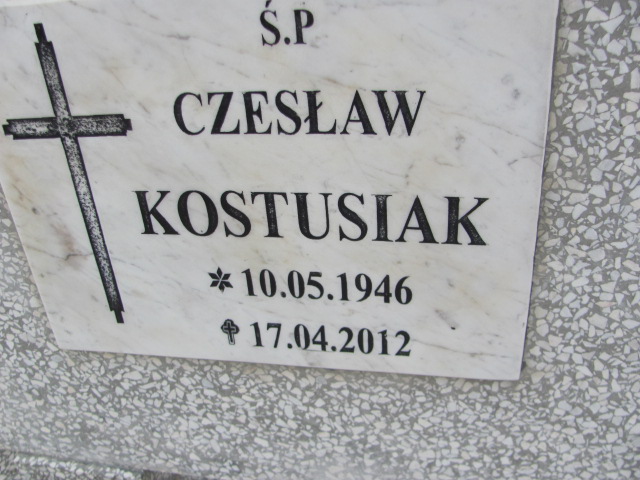 Ś.P
CZESŁAW
KOSTUSIAK
* 10.05.1946
✞ 17.04.2012